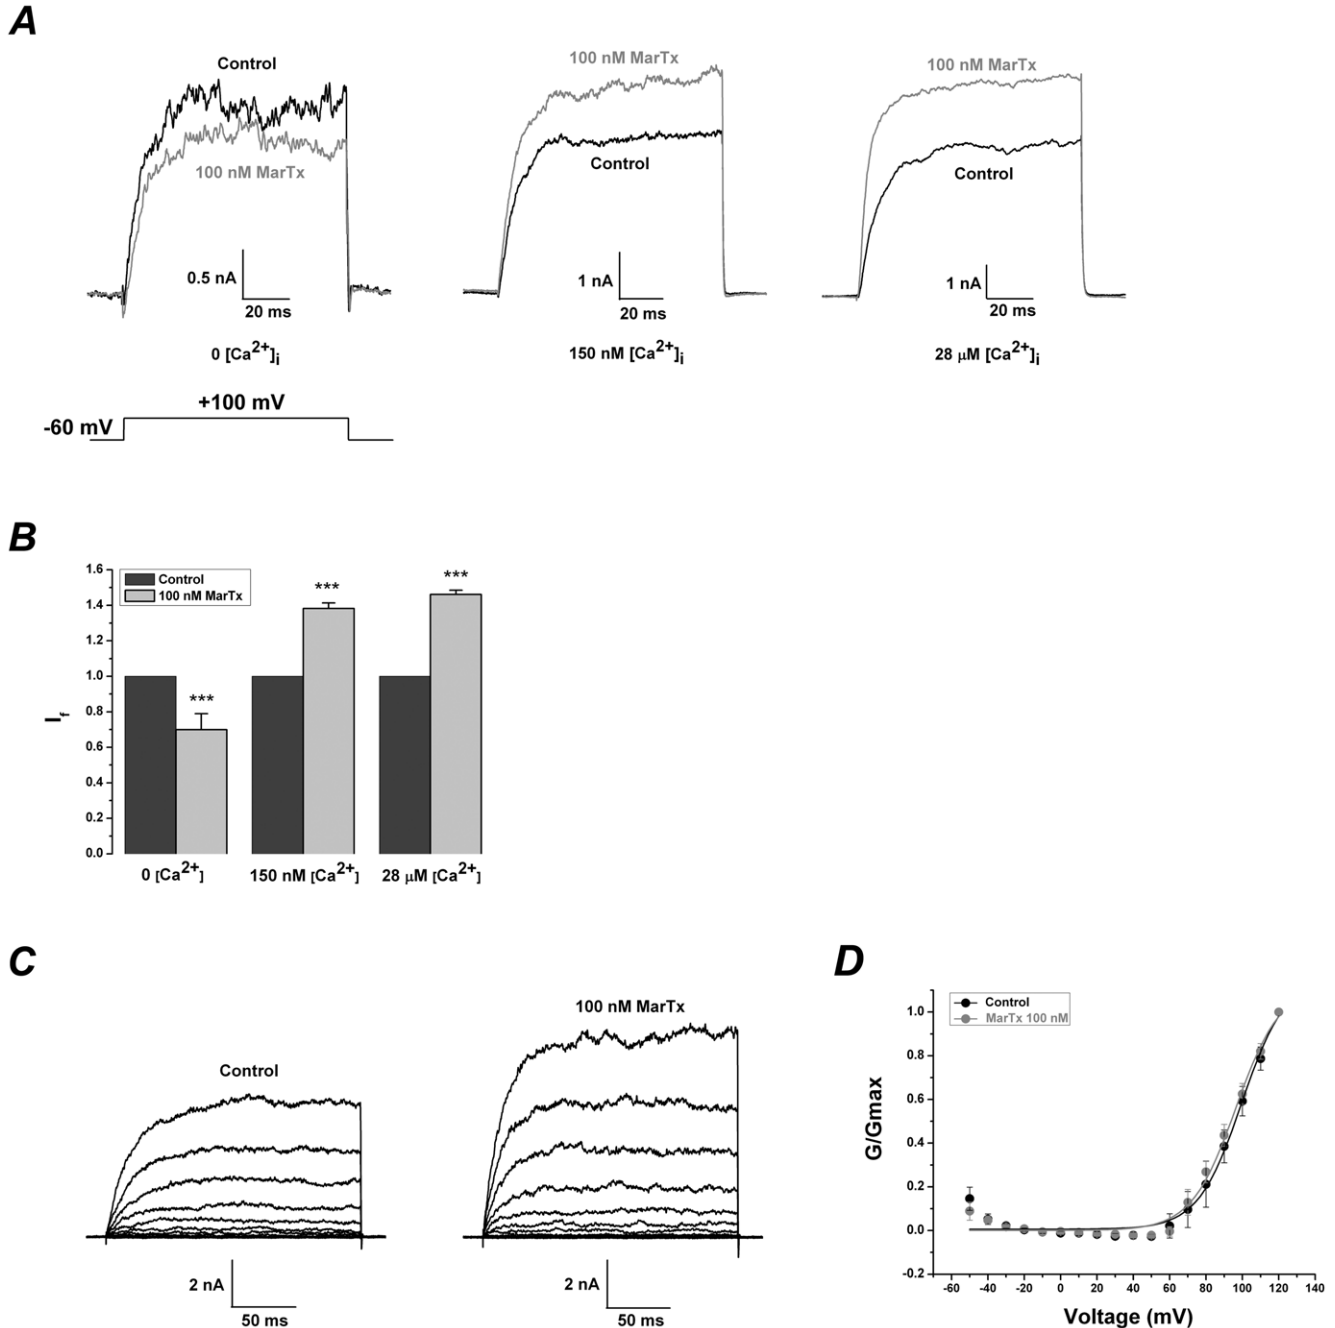 A
Control
100 nM MarTx
0.5 nA
20 ms
0 [Ca2+]i
100 nM MarTx
Control
1 nA
20 ms
150 nM [Ca2+]i
100 nM MarTx
Control
1 nA
20 ms
28 μM [Ca2+]i
+100 mV
-60 mV
B
Control
100 nM MarTx
1.6
1.4
1.2
1.0
0.8
0.6
0.4
0.2
0.0
If
***
***
***
0 [Ca2+]
150 nM [Ca2+]
28 μM [Ca2+]
C
Control
2 nA
50 ms
100 nM MarTx
2 nA
50 ms
D
Control
MarTx 100 nM
1.0
0.8
0.6
0.4
0.2
0.0
-0.2
G/Gmax
-60 -40 -20 0 20 40 60 80 100 120 140
Voltage (mV)